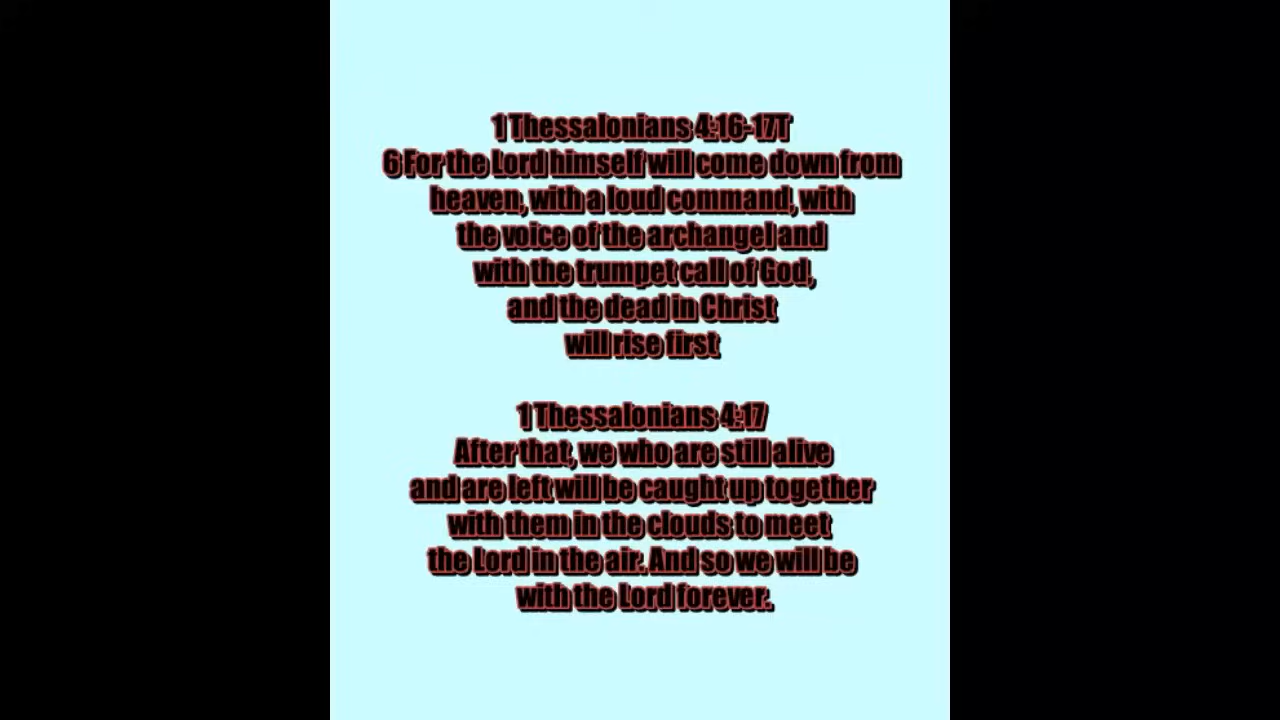 1 Thessalonians 4:16-17T
6 For the Lord himself will come down from
heaven, with a loud command, with
the voice of the archangel and
with the trumpet call of God,
and the dead in Christ
will rise first
1 Thessalonians 4:17
After that, we who are still alive
and are left will be caught up together
with them in the clouds to meet
the Lord in the air. And so we will be
with the Lord forever.